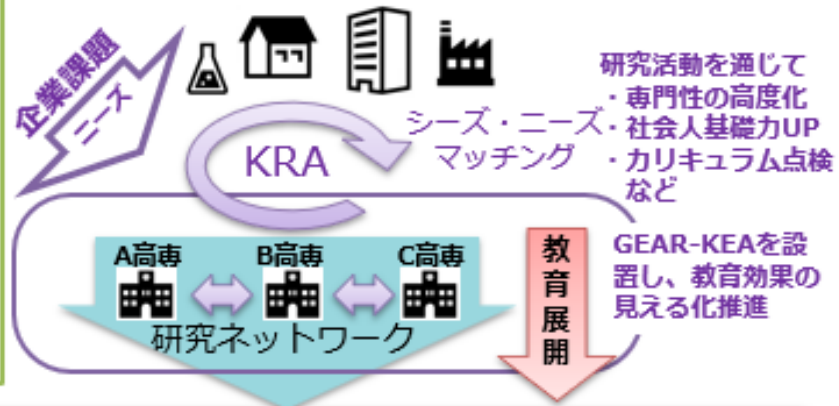 企業課題
ニーズ
KRA
シーズ・ニーズ
マッチング
研究活動を通じて
・専門性の高度化
・社会人基礎力UP
・カリキュラム点検
など
A高専
B高専
C高専
研究ネットワーク
教育展開
GEAR-KEAを設
置し、教育効果の
見える化推進